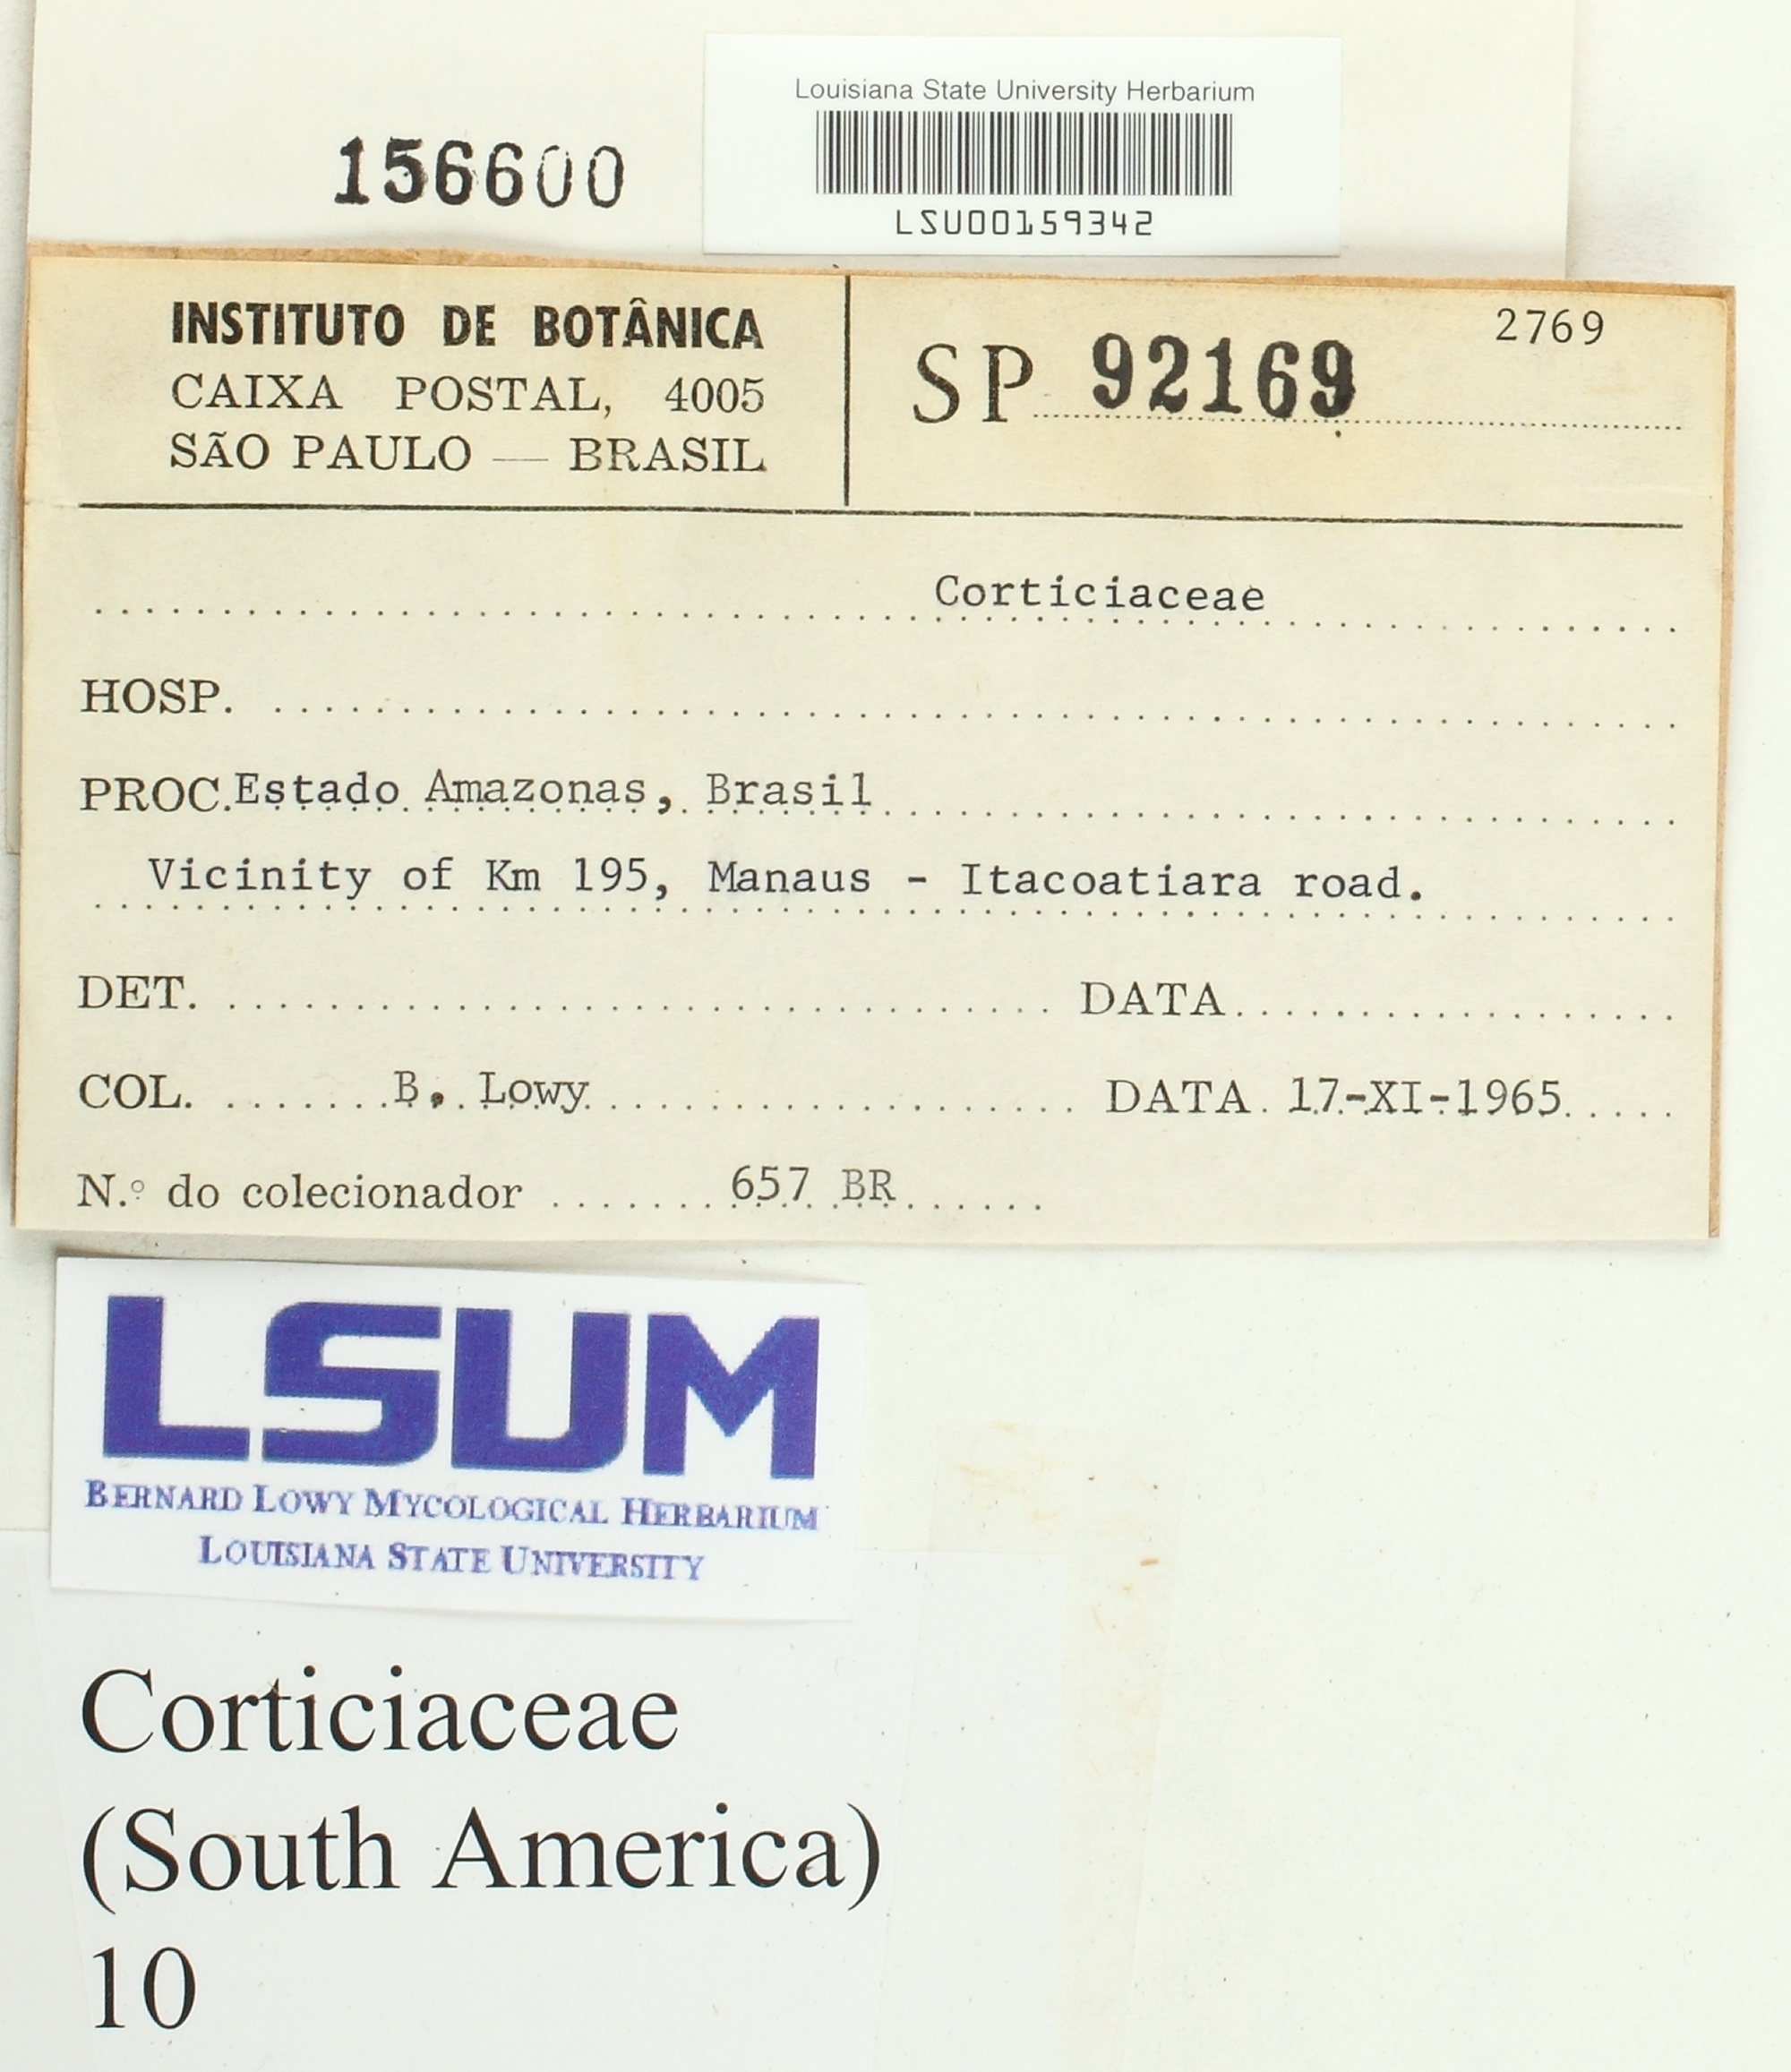 Louisiana State University Herbarium
156600
LSU00159342
INSTITUTO DE BOTÂNICA
CAIXA POSTAL, 4005
SÃO PAULO — BRASIL
SP 92169
2769
Corticiaceae
HOSP.
PROC. Estado Amazonas, Brasil
Vicinity of Km 195, Manaus - Itacoatiara road.
DET. DATA
COL. B. Lowy DATA 17-XI-1965
N.º do colecionador 657 BR
LSUM
BERNARD LOWY MYCOLOGICAL HERBARIUM
LOUISIANA STATE UNIVERSITY
Corticiaceae
(South America)
10